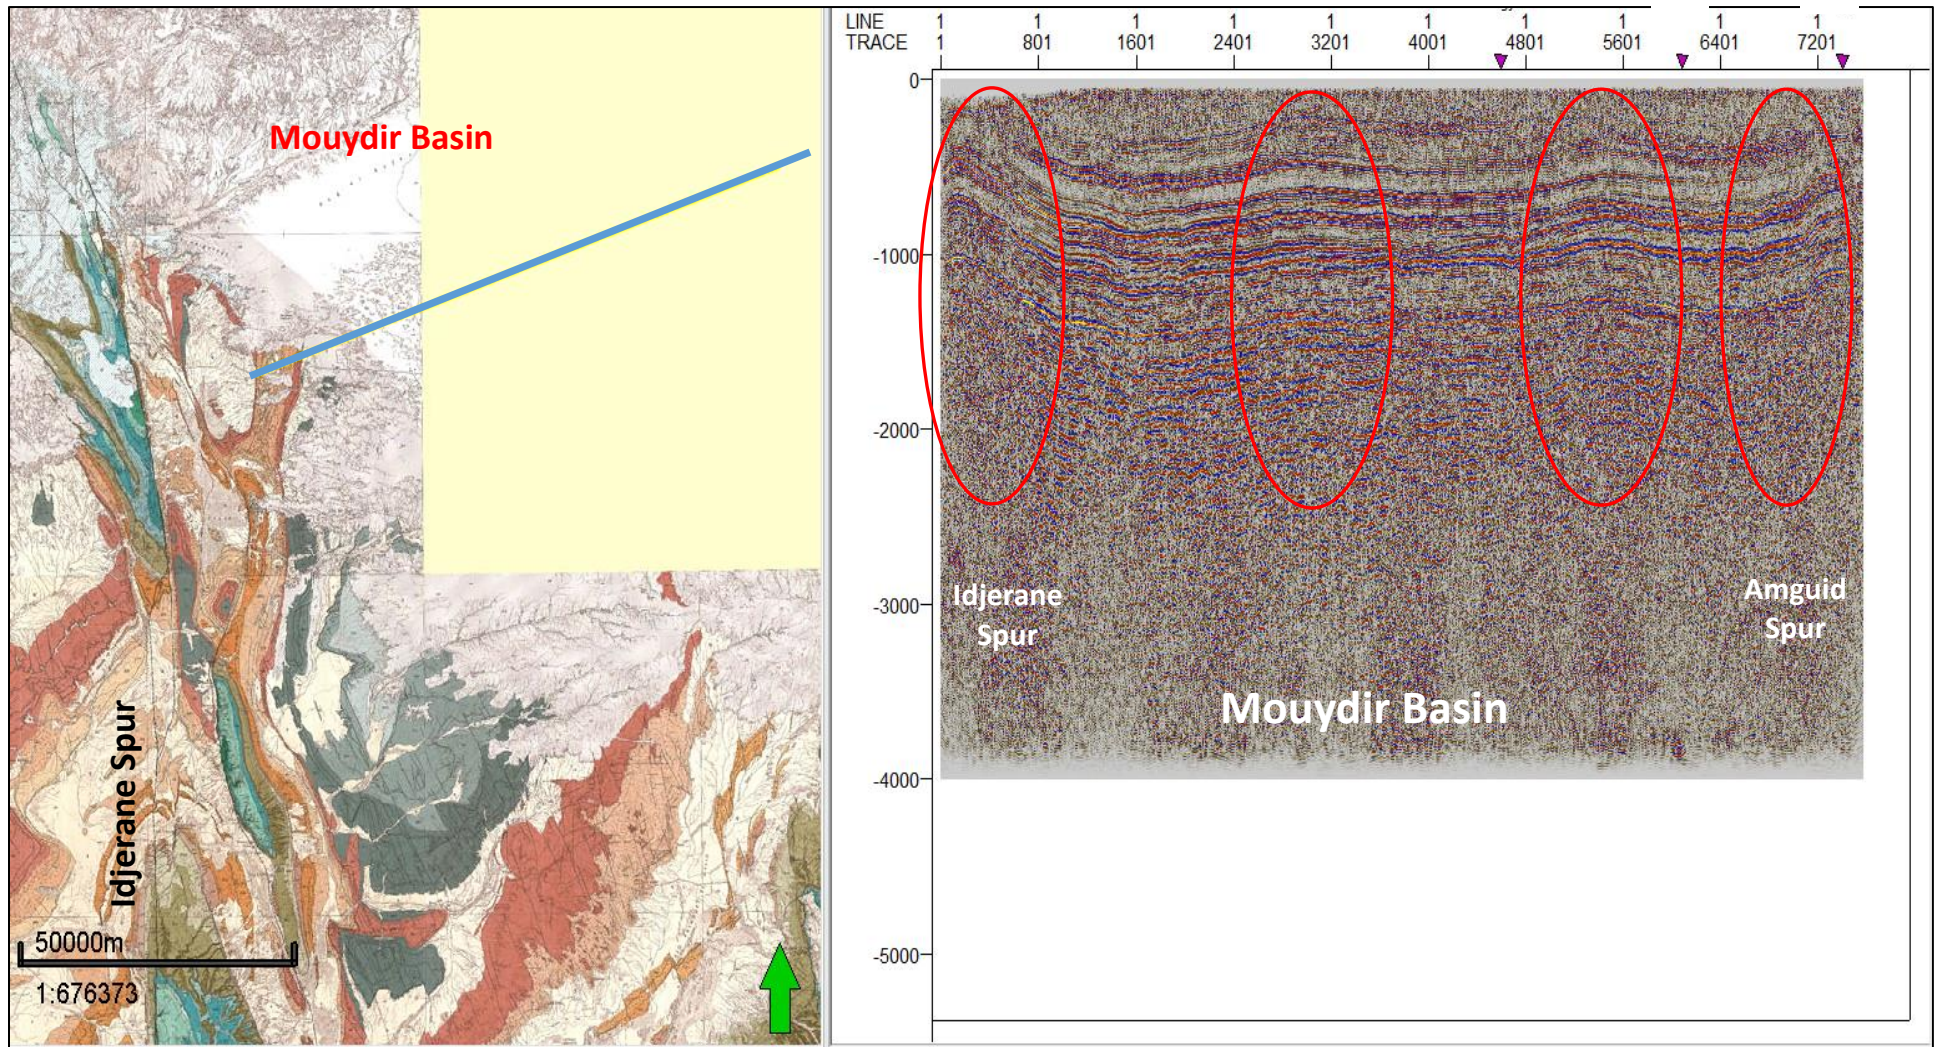 Mouydir Basin
Idjerane Spur
50000m
1:676373
LINE 1 1 1 1 1 1 1 1 1 1
TRACE 1 801 1601 2401 3201 4001 4801 5601 6401 7201
0
-1000
-2000
-3000
-4000
-5000
Idjerane
Spur
Amguid
Spur
Mouydir Basin